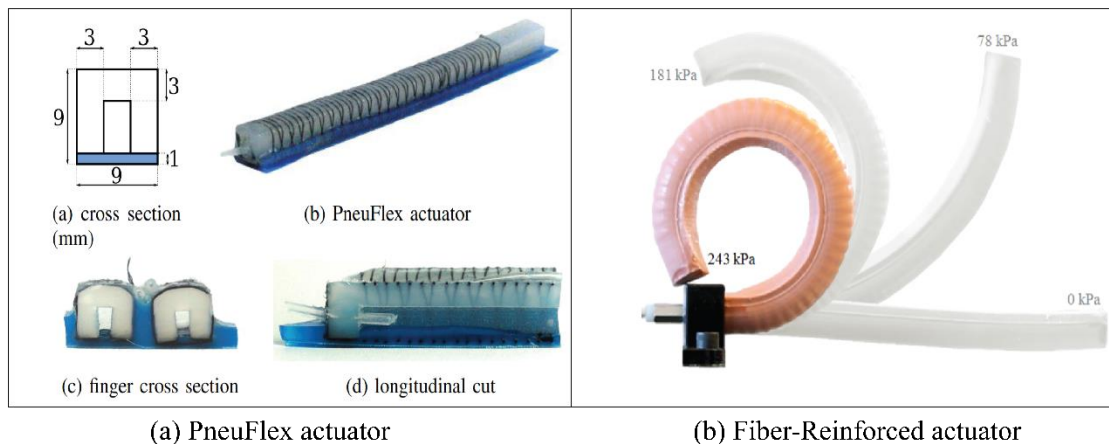 3
3
3
9
1
9
(a) cross section
(mm)
(b) PneuFlex actuator
(c) finger cross section
(d) longitudinal cut
78 kPa
181 kPa
243 kPa
0 kPa
(a) PneuFlex actuator
(b) Fiber-Reinforced actuator